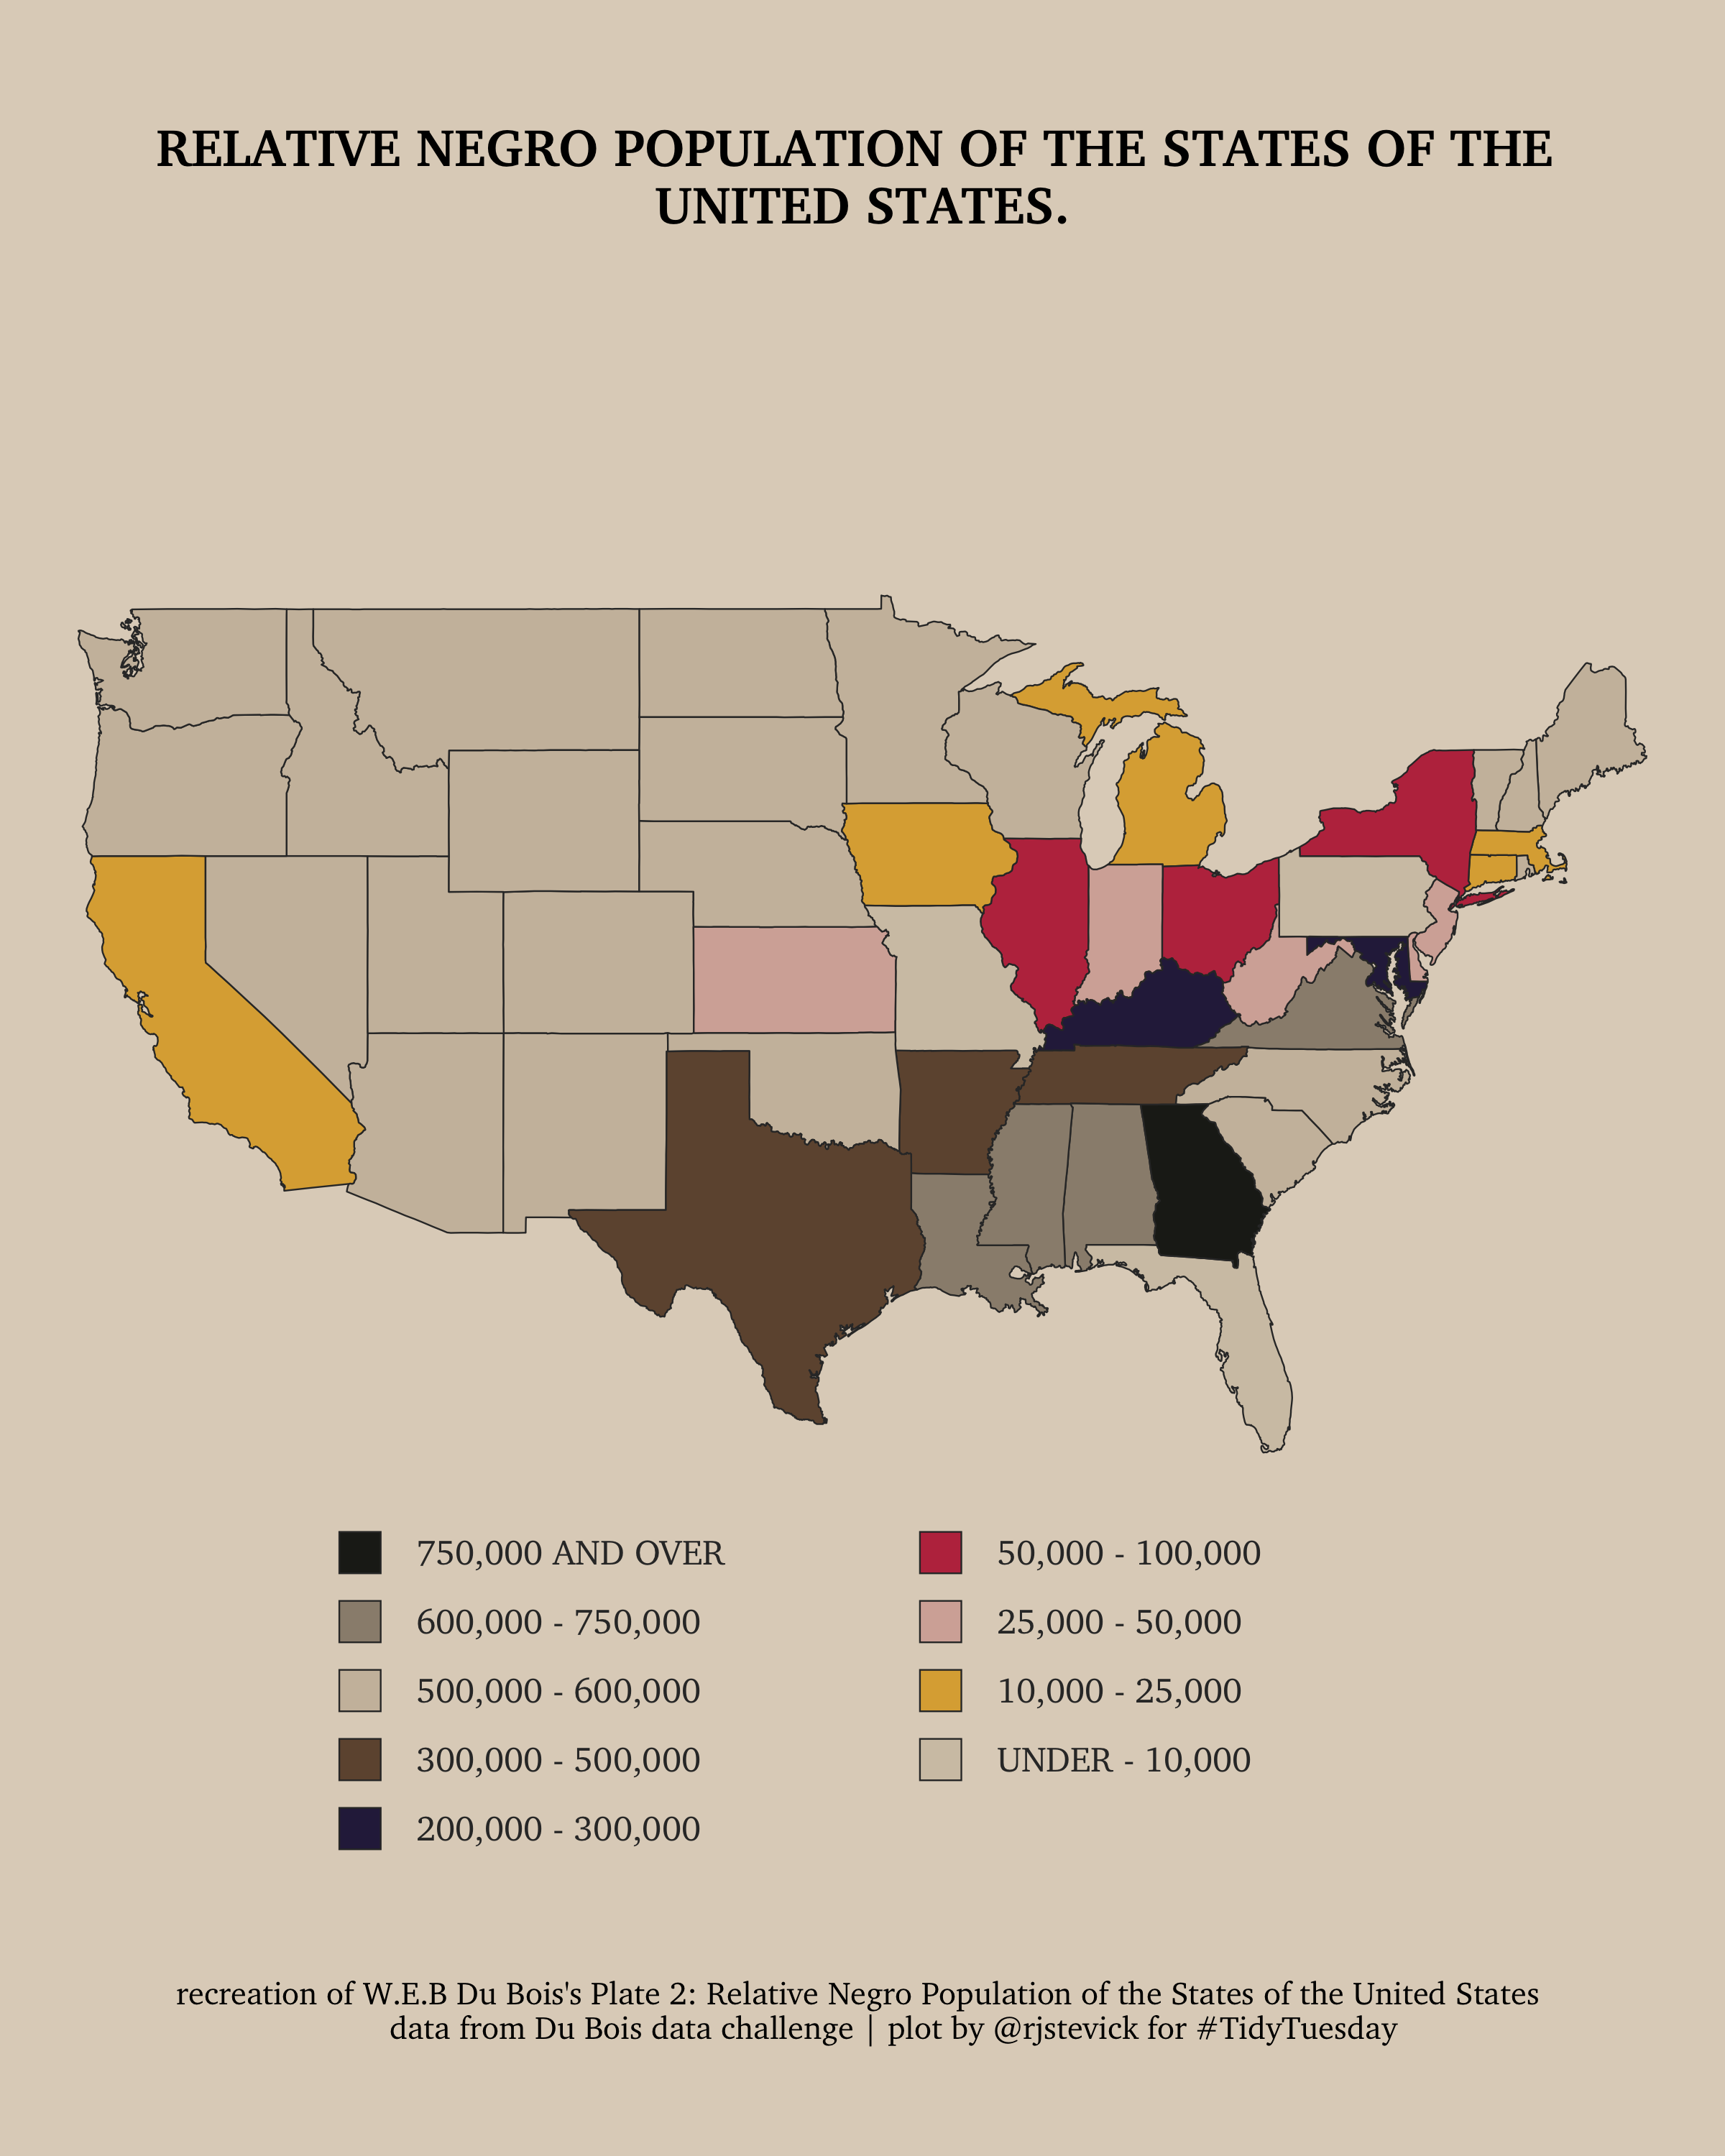 RELATIVE NEGRO POPULATION OF THE STATES OF THE
UNITED STATES.
750,000 AND OVER
600,000 - 750,000
500,000 - 600,000
300,000 - 500,000
200,000 - 300,000
50,000 - 100,000
25,000 - 50,000
10,000 - 25,000
UNDER - 10,000
recreation of W.E.B Du Bois's Plate 2: Relative Negro Population of the States of the United States
data from Du Bois data challenge | plot by @rjstevick for #TidyTuesday